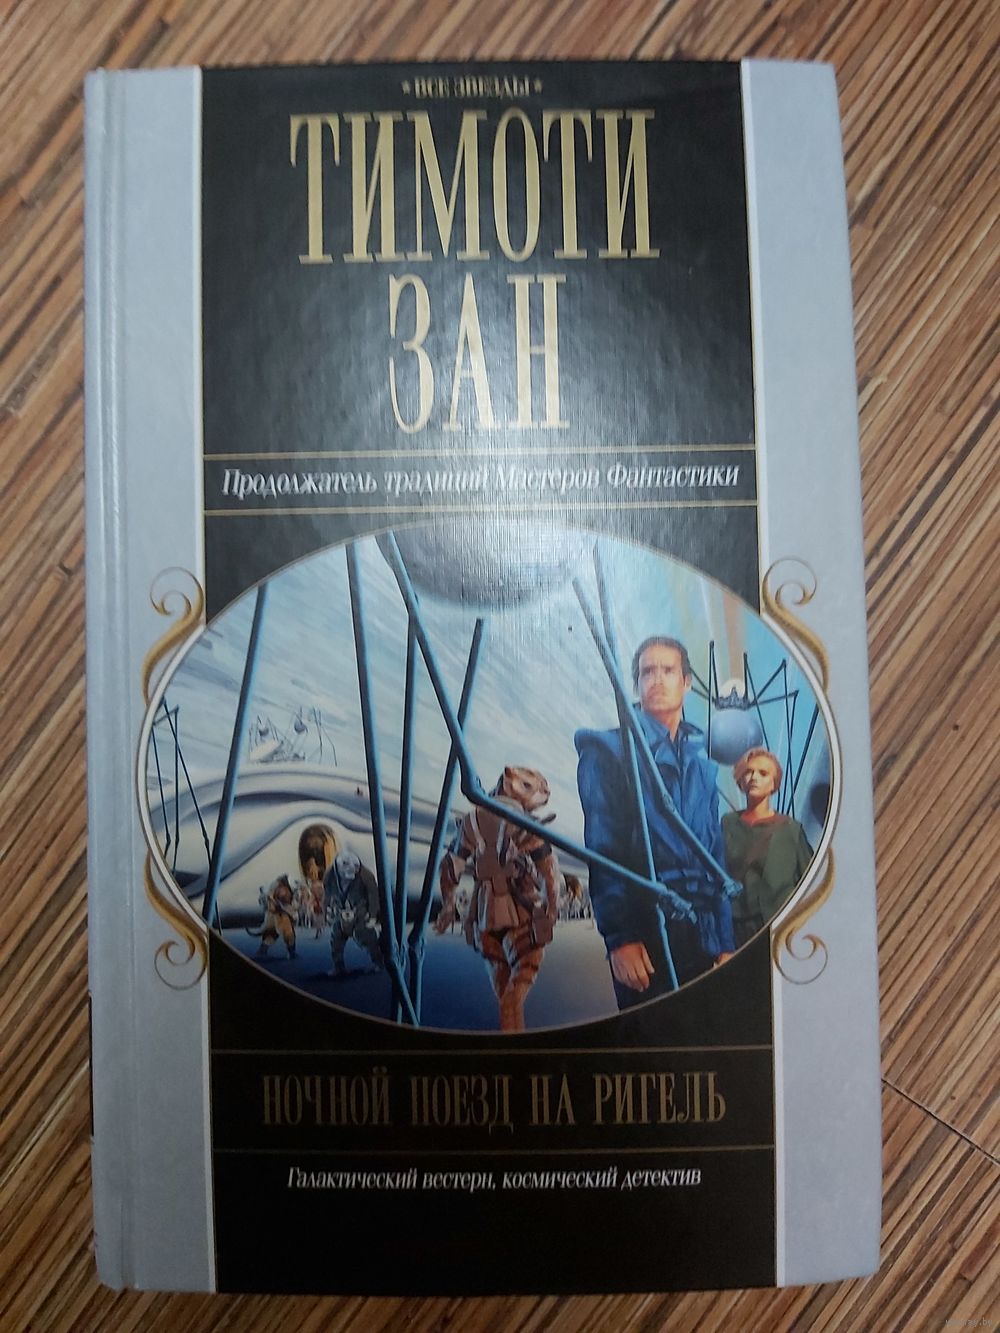 * ВСЕ ЗВЕЗДЫ *
ТИМОТИ
ЗАН
Продолжатель традиций Мастеров Фантастики
НОЧНОЙ ПОЕЗД НА РИГЕЛЬ
Галактический вестерн, космический детектив